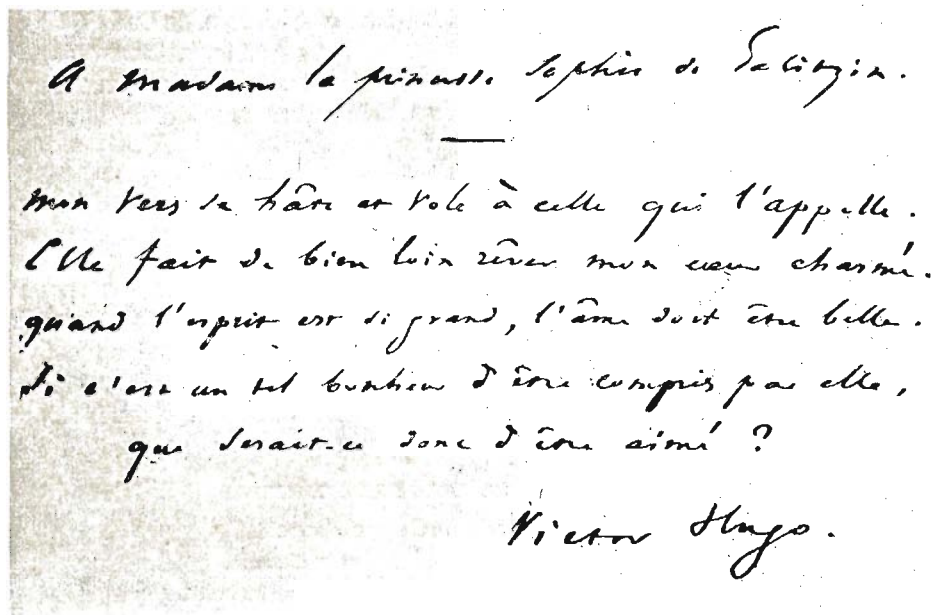 A madame la princesse Sophie de Galitzin.
mon vers se hâte et vole à celle qui l'appelle.
Elle fait de bien loin rêver mon cœur charmé.
quand l'esprit est si grand, l'âme doit être belle.
Si c'est un tel bonheur d'être compris par elle,
que serait-ce donc d'être aimé ?
Victor Hugo.